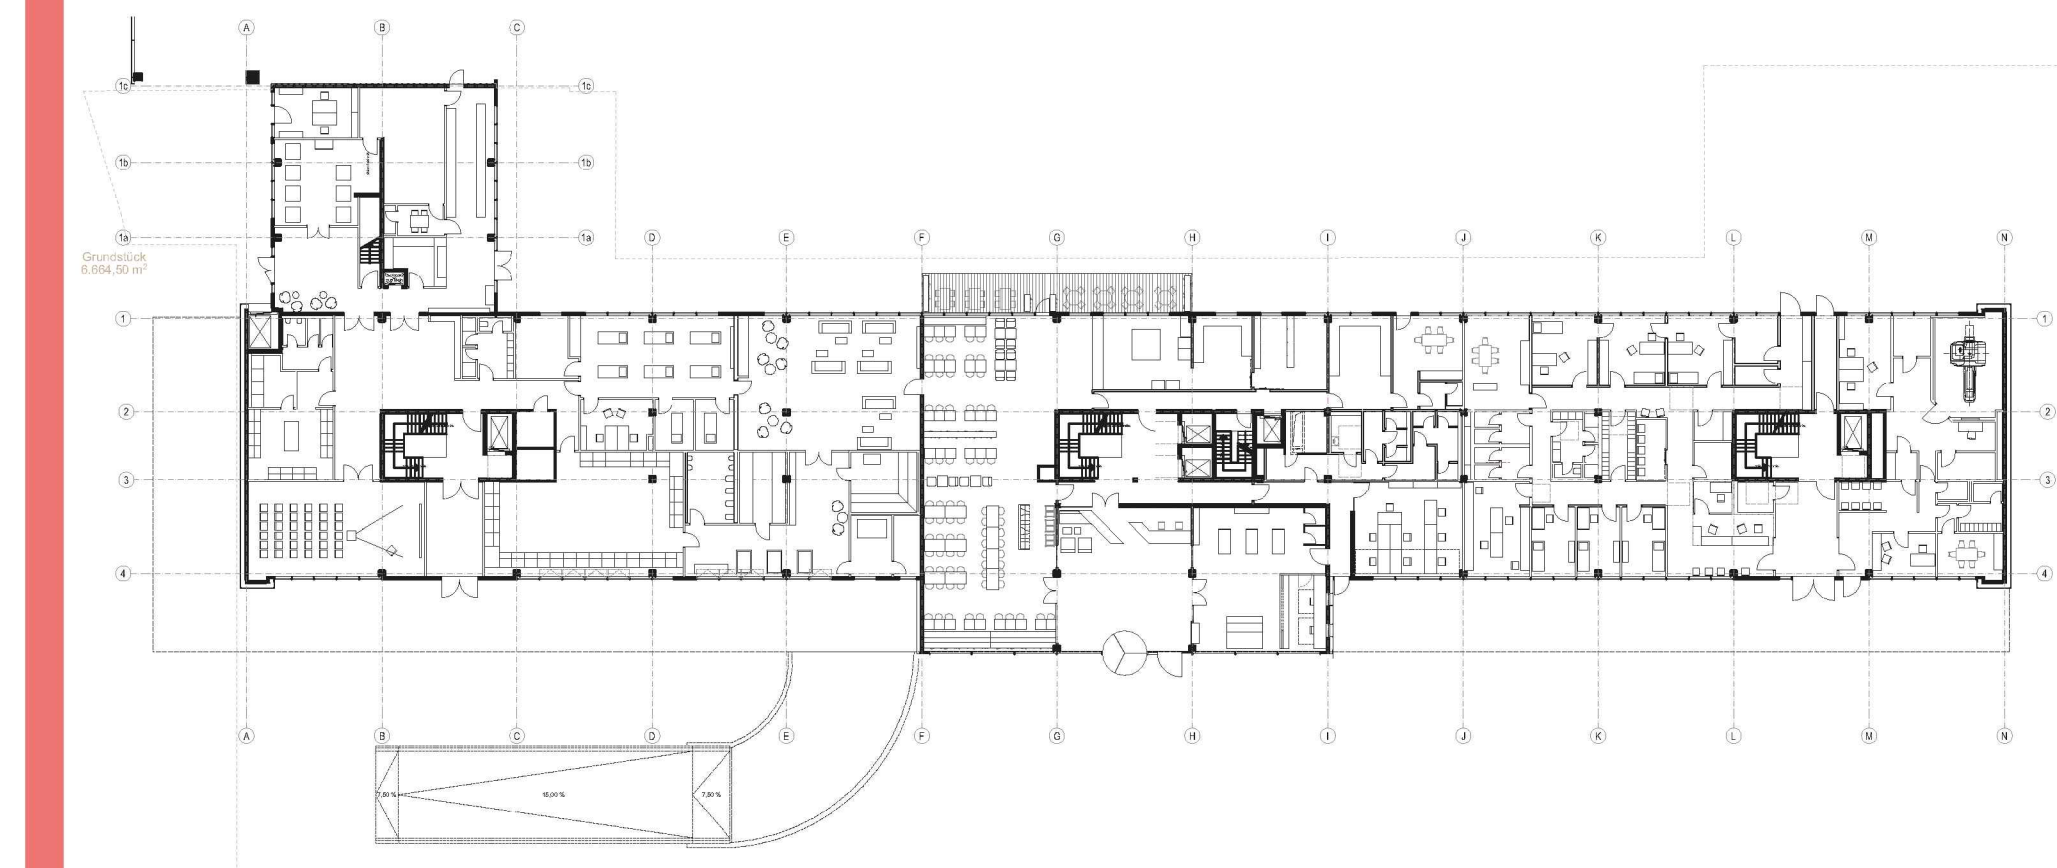 A B C
1c 1c
1b 1b
1a 1a
Grundstück
6.664,50 m²
D E F G H I J K L M N
1 1
2 2
3 3
4 4
A B C D E F G H I J K L M N
7,50 % 15,00 % 7,50 %